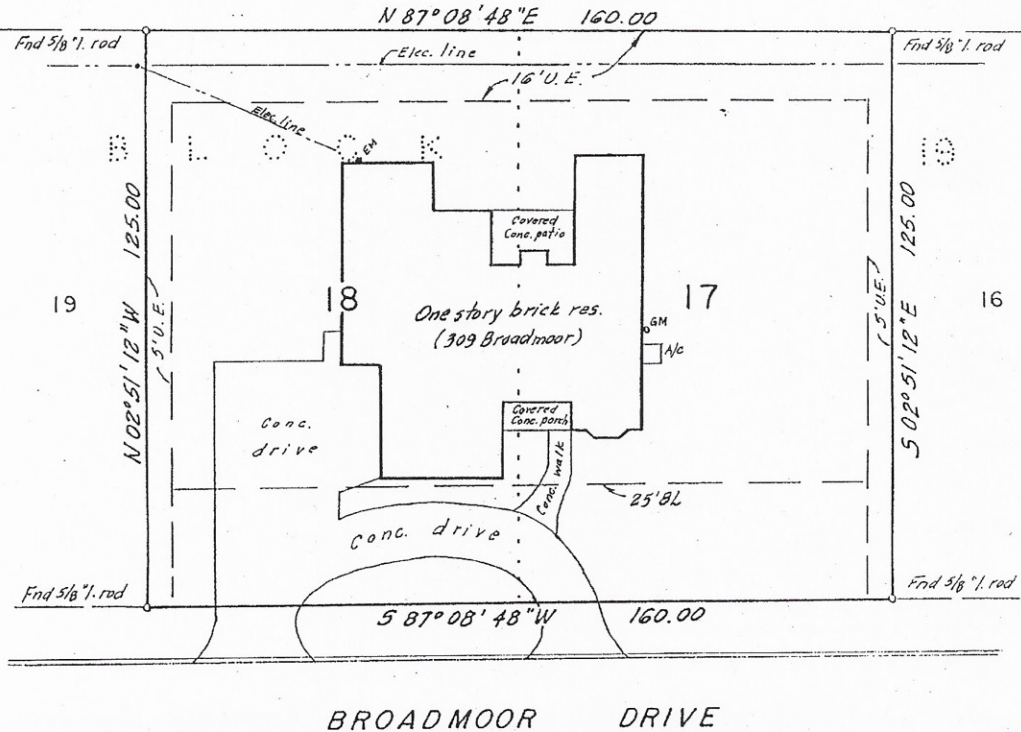 N 87°08'48"E 160.00
Fnd 5/8" I. rod
Fnd 5/8" I. rod
Elec. line
16' U.E.
Elec. line
EM
BLOCK 19
Covered
Conc. patio
N 02°51'12"W 125.00
5' U.E.
19
18
One story brick res.
(309 Broadmoor)
17
GM
A/C
5' U.E.
S 02°51'12"E 125.00
16
Conc.
drive
Covered
Conc. porch
Conc. walk
25' BL
Conc. drive
Fnd 5/8" I. rod
Fnd 5/8" I. rod
S 87°08'48"W 160.00
BROADMOOR DRIVE